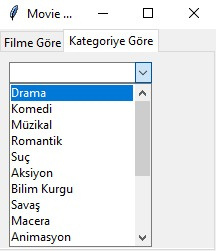 Movie ...
Filme Göre Kategoriye Göre
Drama
Komedi
Müzikal
Romantik
Suç
Aksiyon
Bilim Kurgu
Savaş
Macera
Animasyon